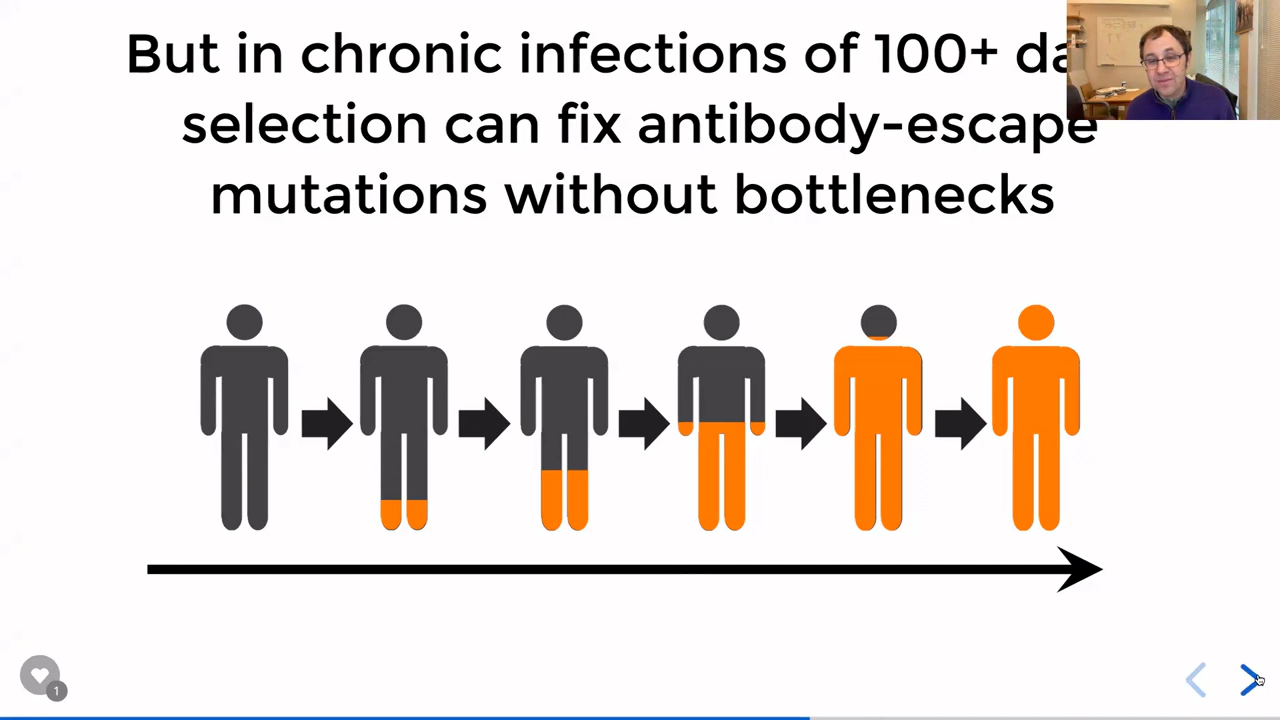 But in chronic infections of 100+
selection can fix antibody-escape
mutations without bottlenecks
1